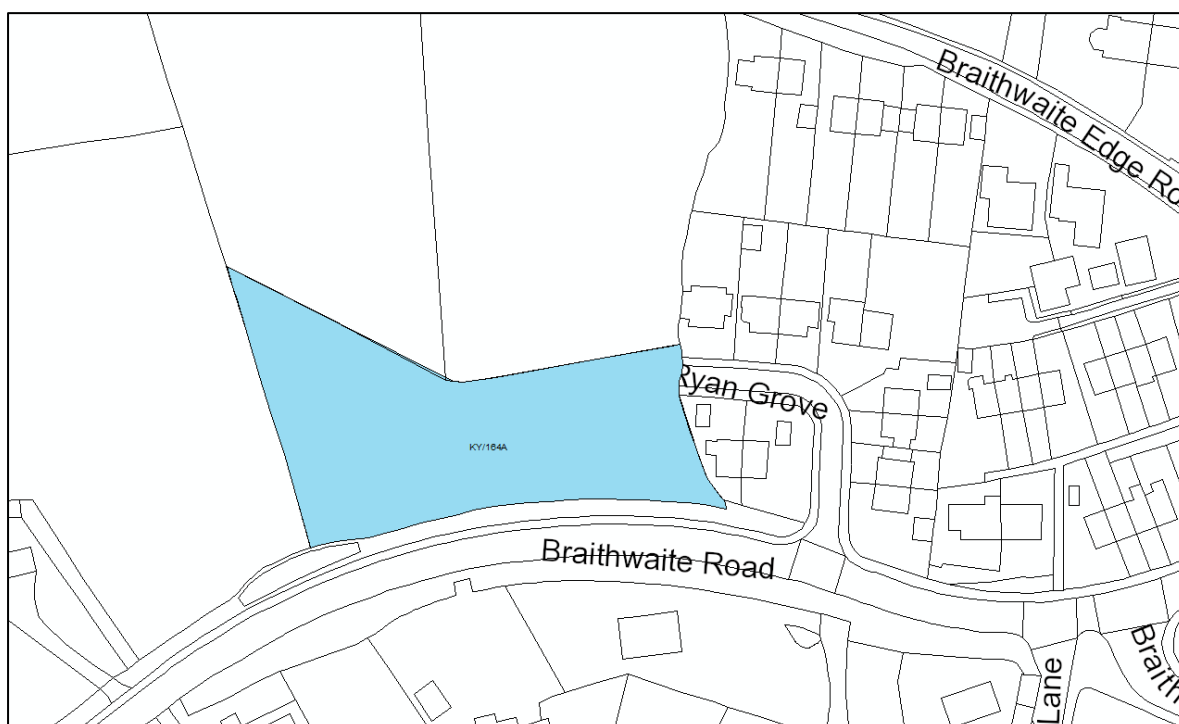 Braithwaite Edge Ro
Ryan Grove
KY/164A
Braithwaite Road
Lane
Braith